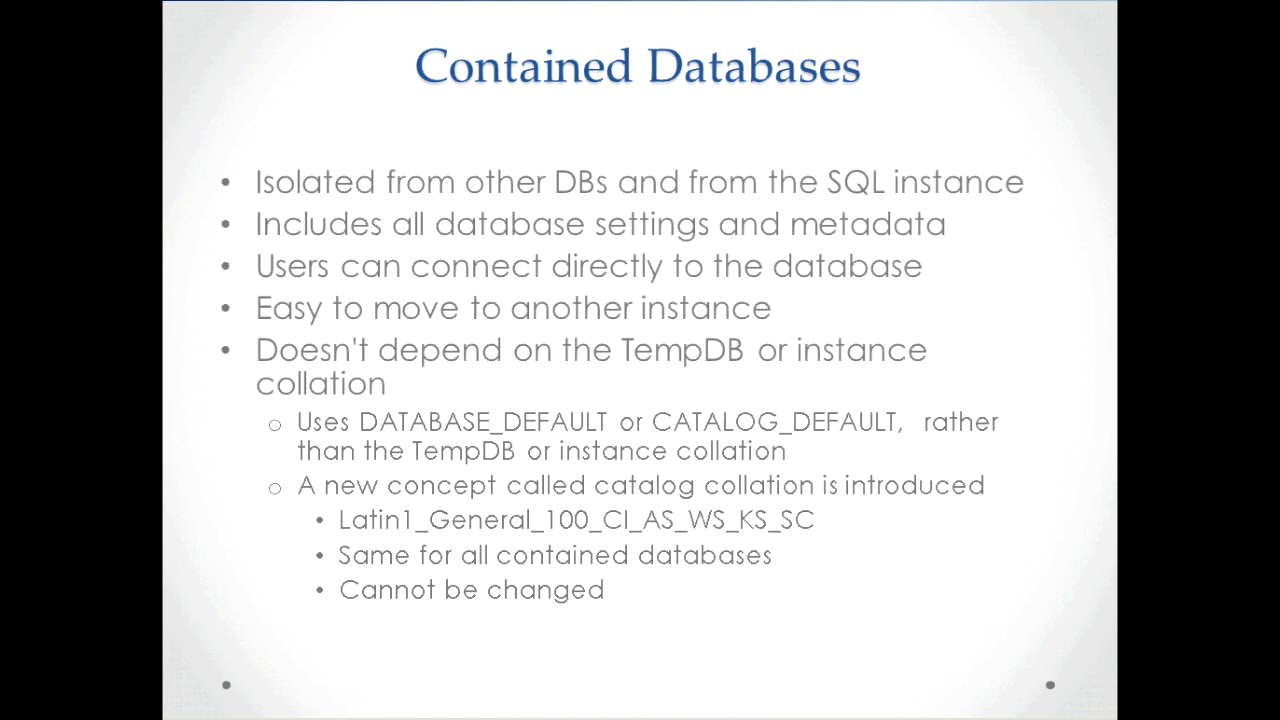 Contained Databases
• Isolated from other DBs and from the SQL instance
• Includes all database settings and metadata
• Users can connect directly to the database
• Easy to move to another instance
• Doesn't depend on the TempDB or instance
collation
o Uses DATABASE_DEFAULT or CATALOG_DEFAULT, rather
than the TempDB or instance collation
o A new concept called catalog collation is introduced
• Latin1_General_100_CI_AS_WS_KS_SC
• Same for all contained databases
• Cannot be changed